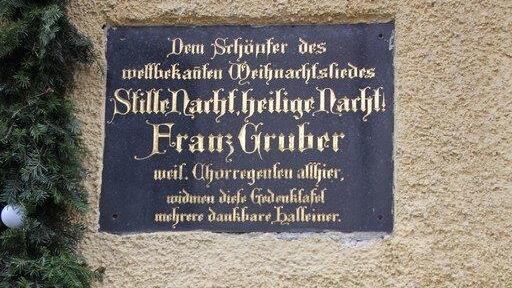 Dem Schöpfer des
weltbekanten Weihnachtsliedes
Stille Nacht, heilige Nacht!
Franz Gruber
weil. Chorregenten allhier,
widmen diese Gedenktafel
mehrere dankbare Halleiner.